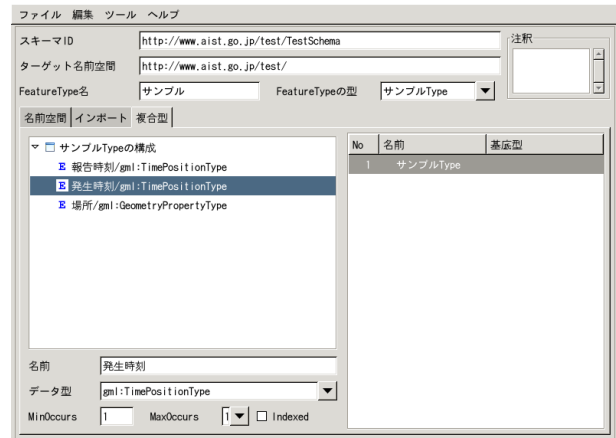 ファイル 編集 ツール ヘルプ
スキーマID http://www.aist.go.jp/test/TestSchema 注釈
ターゲット名前空間 http://www.aist.go.jp/test/
FeatureType名 サンプル FeatureTypeの型 サンプルType
名前空間 インポート 複合型
サンプルTypeの構成
E 報告時刻/gml:TimePositionType
E 発生時刻/gml:TimePositionType
E 場所/gml:GeometryPropertyType
No 名前 基底型
1 サンプルType
名前 発生時刻
データ型 gml:TimePositionType
MinOccurs 1 MaxOccurs 1 Indexed